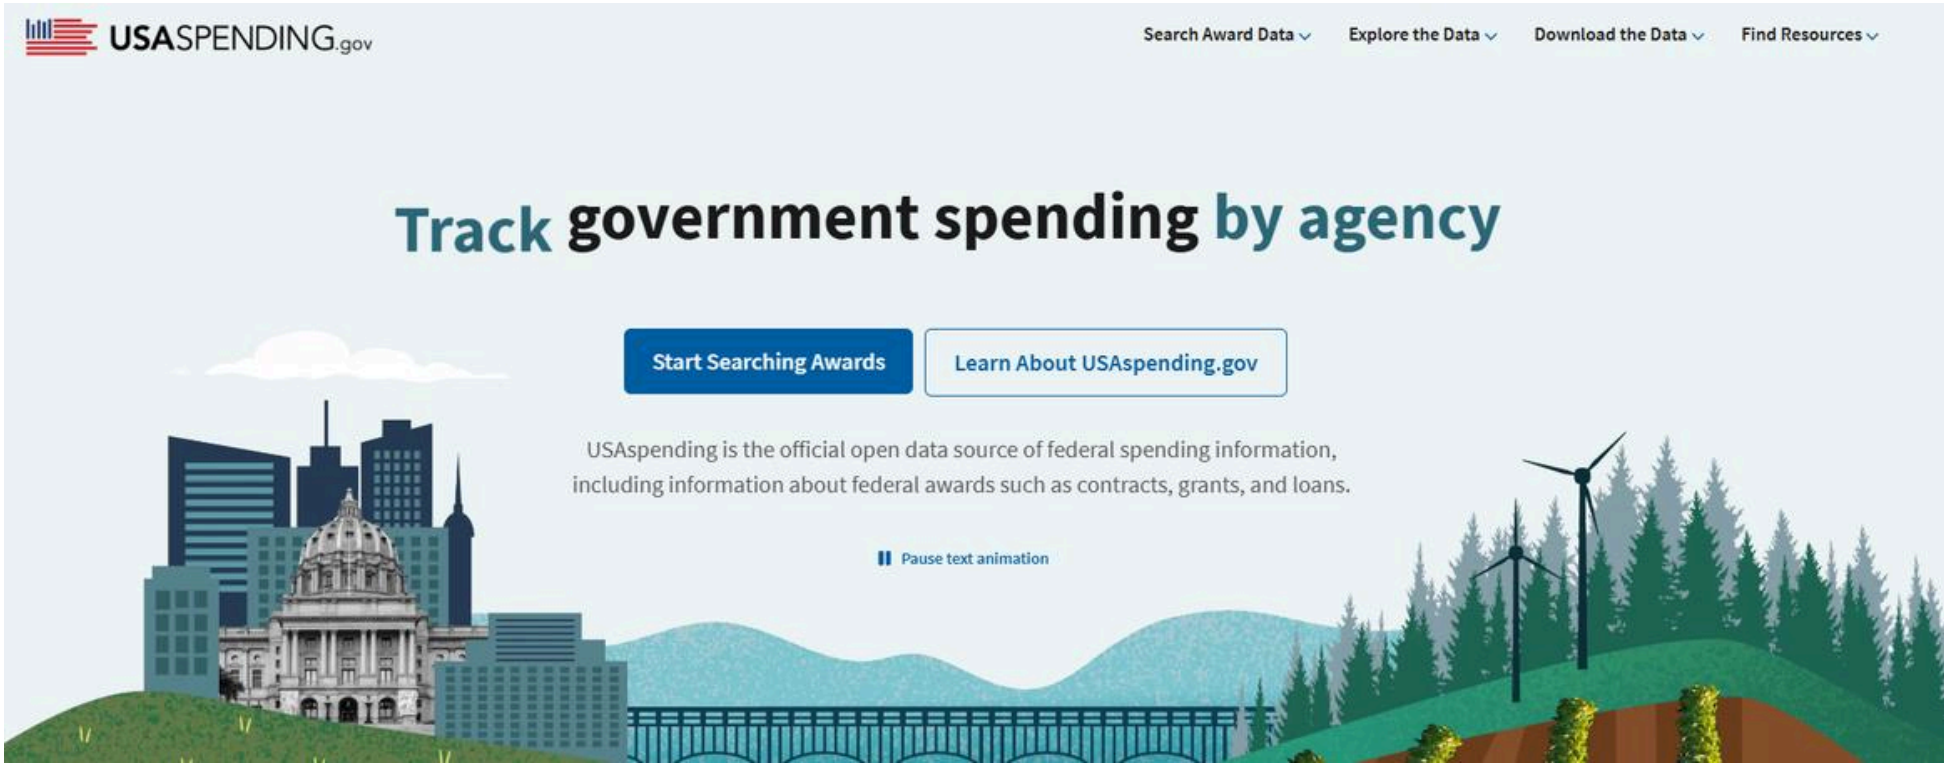 USASPENDING.gov
Search Award Data
Explore the Data
Download the Data
Find Resources
Track government spending by agency
Start Searching Awards
Learn About USAspending.gov
USAspending is the official open data source of federal spending information,
including information about federal awards such as contracts, grants, and loans.
Pause text animation